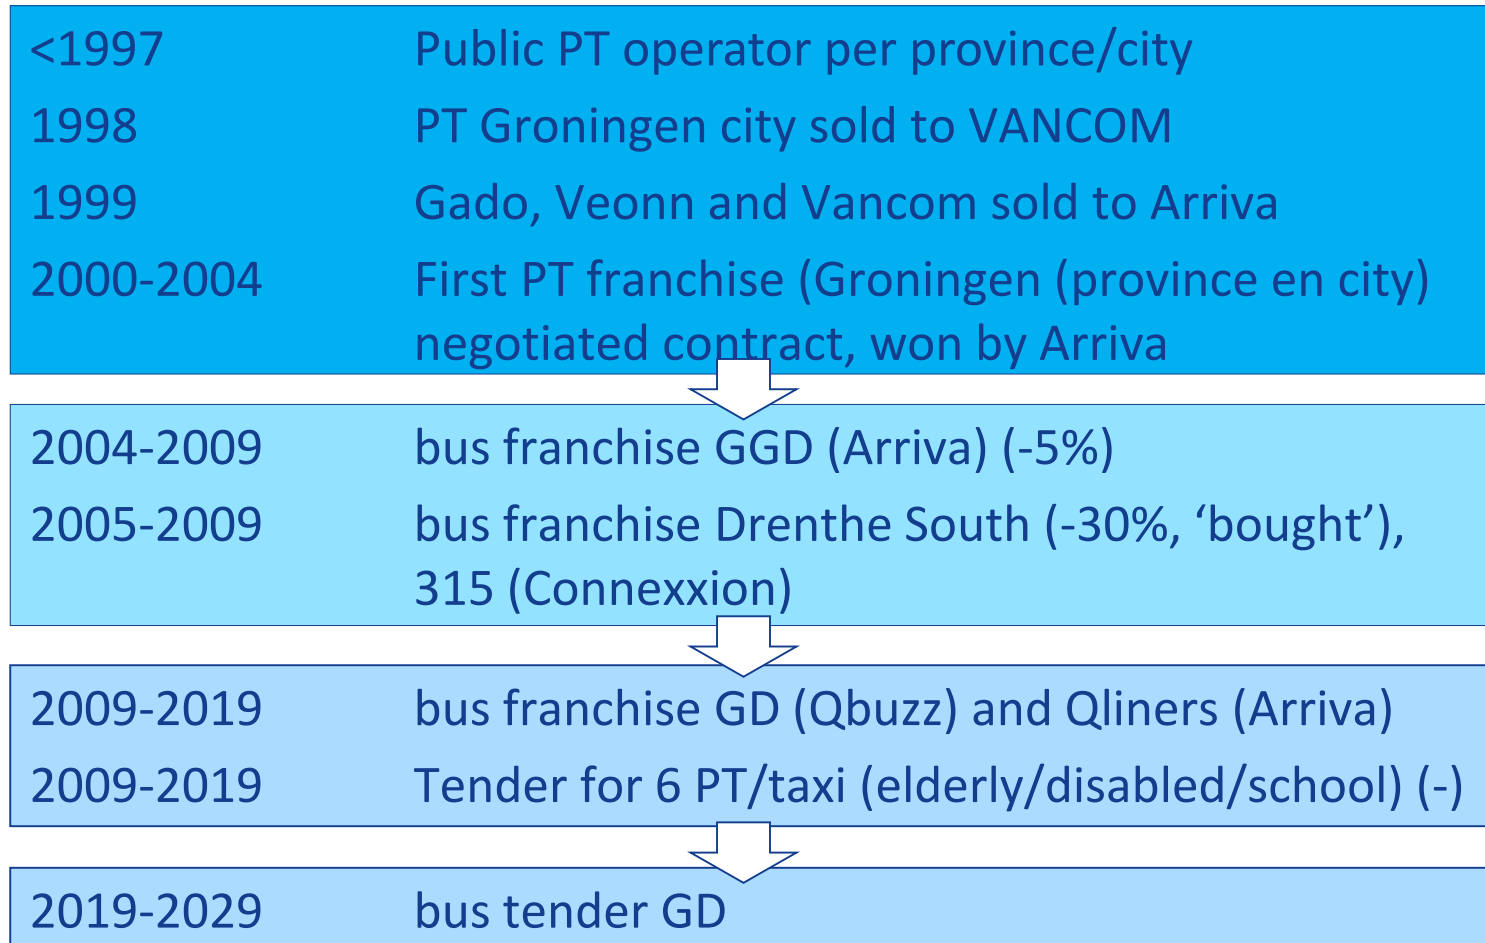 <1997 Public PT operator per province/city
1998 PT Groningen city sold to VANCOM
1999 Gado, Veonn and Vancom sold to Arriva
2000-2004 First PT franchise (Groningen (province en city)
negotiated contract, won by Arriva
2004-2009 bus franchise GGD (Arriva) (-5%)
2005-2009 bus franchise Drenthe South (-30%, ‘bought’),
315 (Connexxion)
2009-2019 bus franchise GD (Qbuzz) and Qliners (Arriva)
2009-2019 Tender for 6 PT/taxi (elderly/disabled/school) (-)
2019-2029 bus tender GD